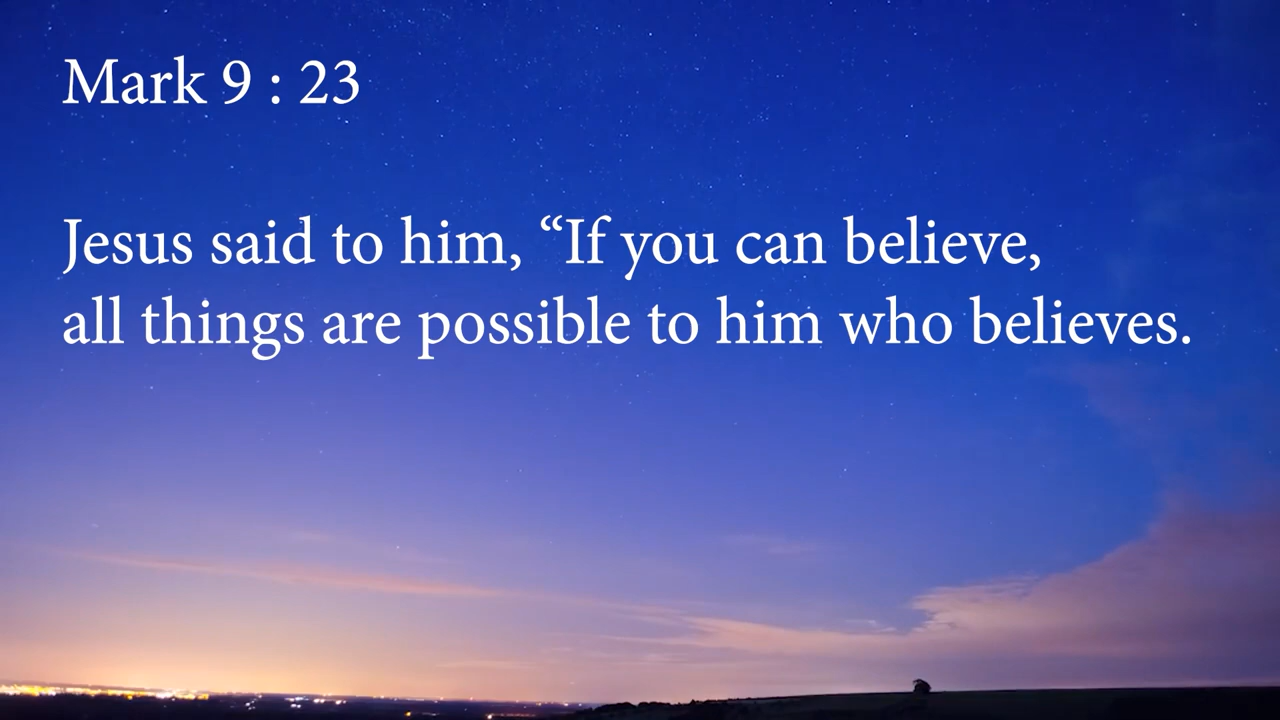 Mark 9 : 23
Jesus said to him, “If you can believe,
all things are possible to him who believes.